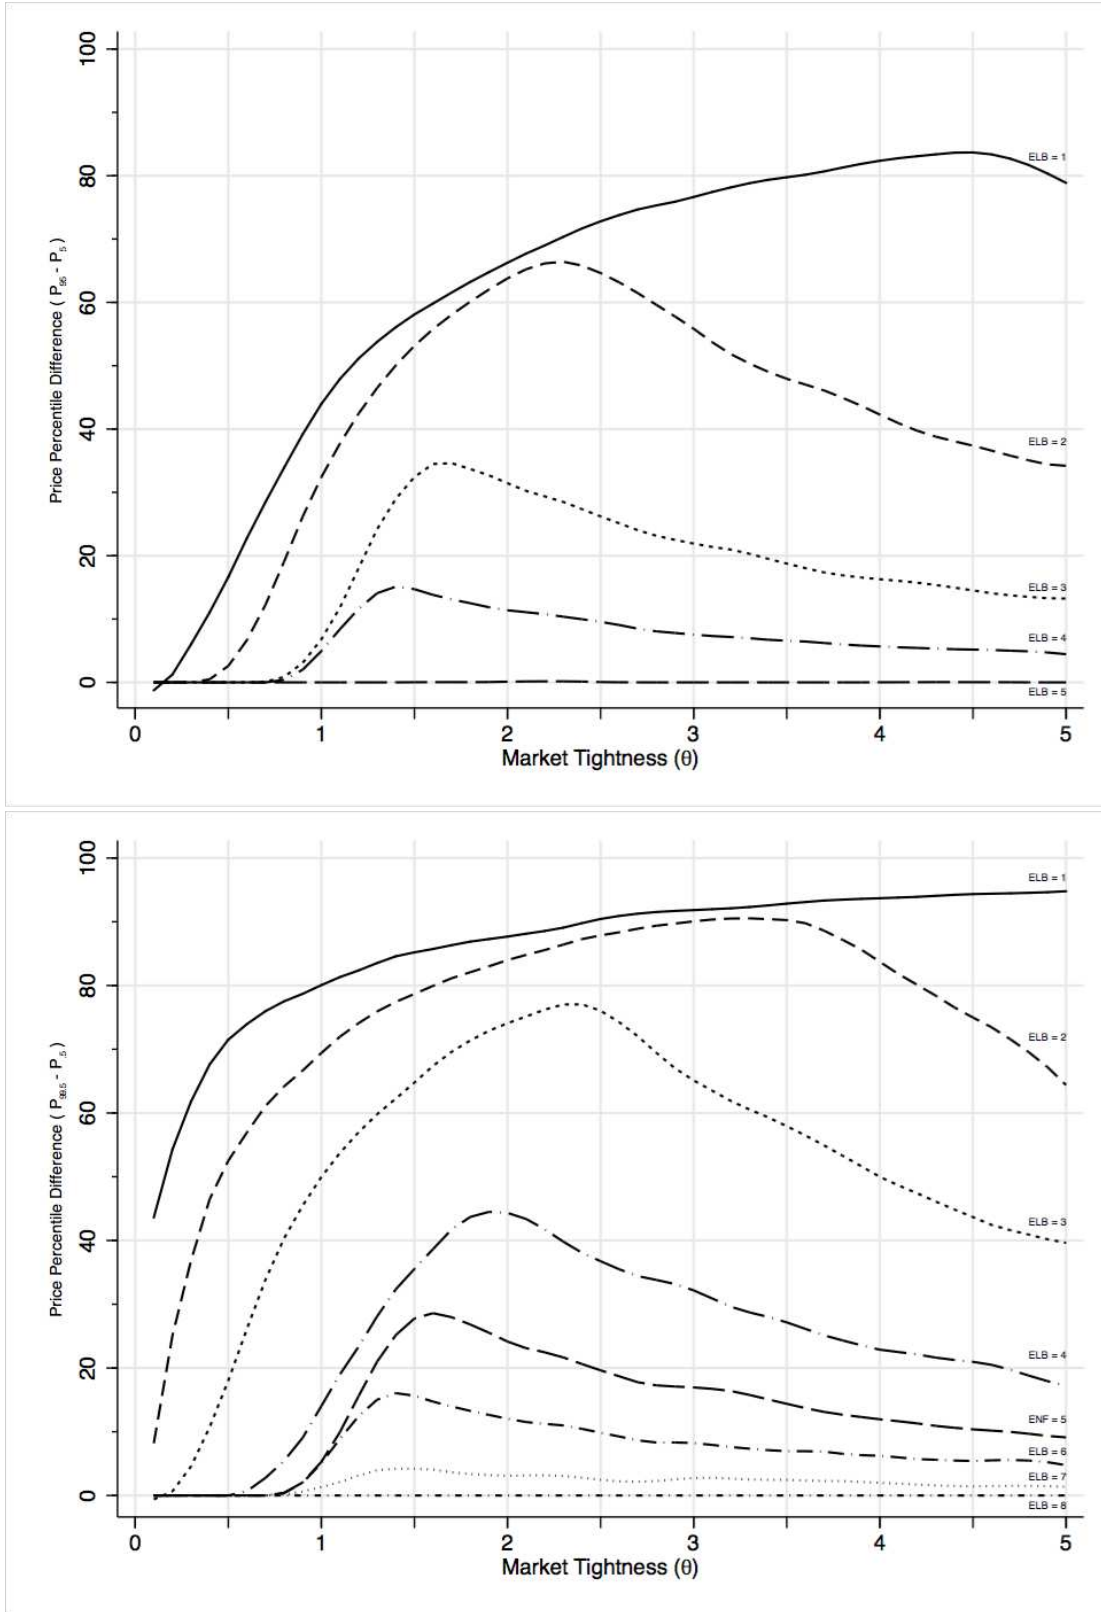 100
80
60
40
20
0
Price Percentile Difference ( P95 - P5 )
ELB = 1
ELB = 2
ELB = 3
ELB = 4
ELB = 5
0 1 2 3 4 5
Market Tightness (θ)
100
80
60
40
20
0
Price Percentile Difference ( P99.5 - P.5 )
ELB = 1
ELB = 2
ELB = 3
ELB = 4
ENF = 5
ELB = 6
ELB = 7
ELB = 8
0 1 2 3 4 5
Market Tightness (θ)